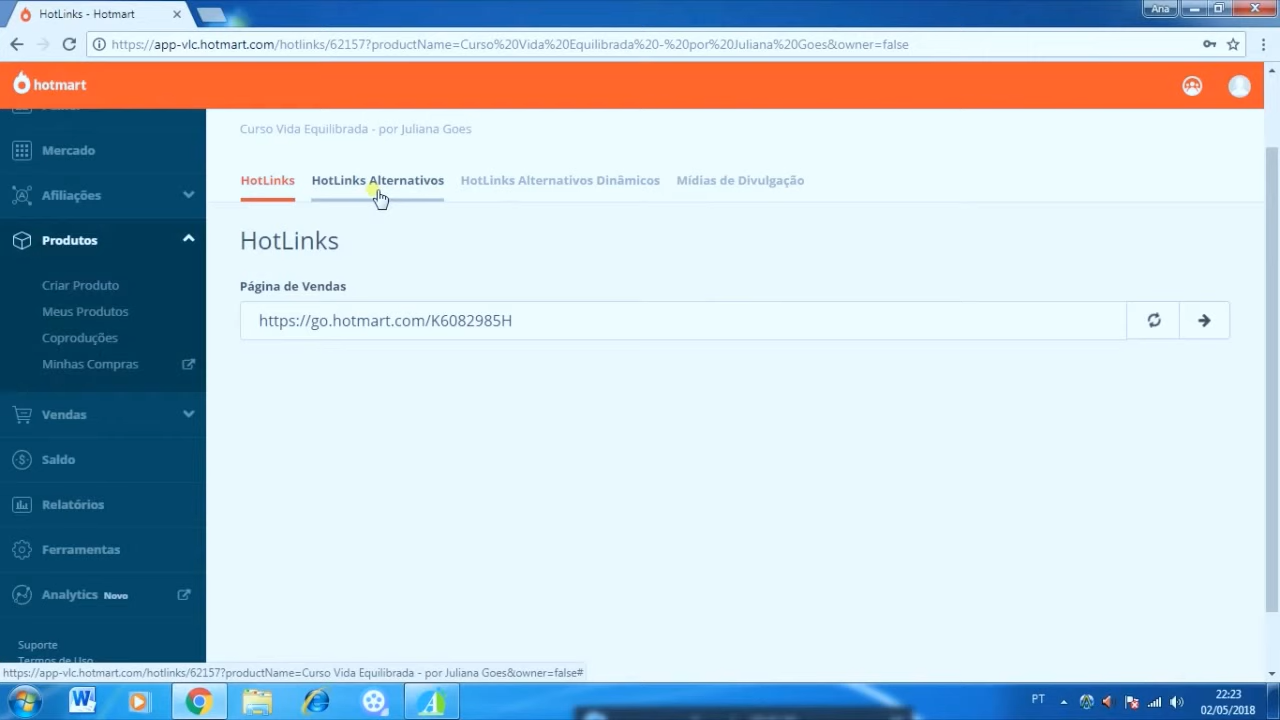 HotLinks - Hotmart
Ana
https://app-vlc.hotmart.com/hotlinks/62157?productName=Curso%20Vida%20Equilibrada%20-%20por%20Juliana%20Goes&owner=false
hotmart
Mercado
Afiliações
Produtos
Criar Produto
Meus Produtos
Coproduções
Minhas Compras
Vendas
Saldo
Relatórios
Ferramentas
Analytics Novo
Suporte
Termos de Uso
Curso Vida Equilibrada - por Juliana Goes
HotLinks HotLinks Alternativos HotLinks Alternativos Dinâmicos Mídias de Divulgação
HotLinks
Página de Vendas
https://go.hotmart.com/K6082985H
https://app-vlc.hotmart.com/hotlinks/62157?productName=Curso Vida Equilibrada - por Juliana Goes&owner=false#
PT
22:23
02/05/2018